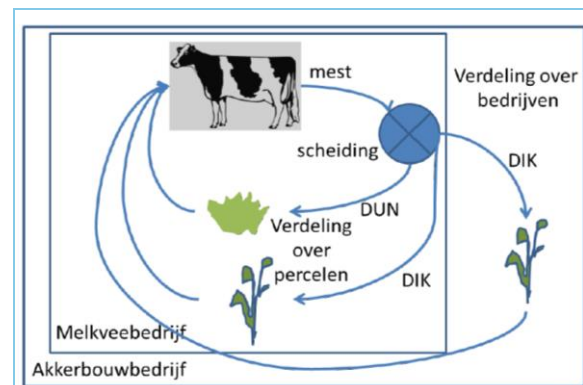 mest
Verdeling over
bedrijven
scheiding
DIK
DUN
Verdeling
over
percelen
DIK
Melkveebedrijf
Akkerbouwbedrijf